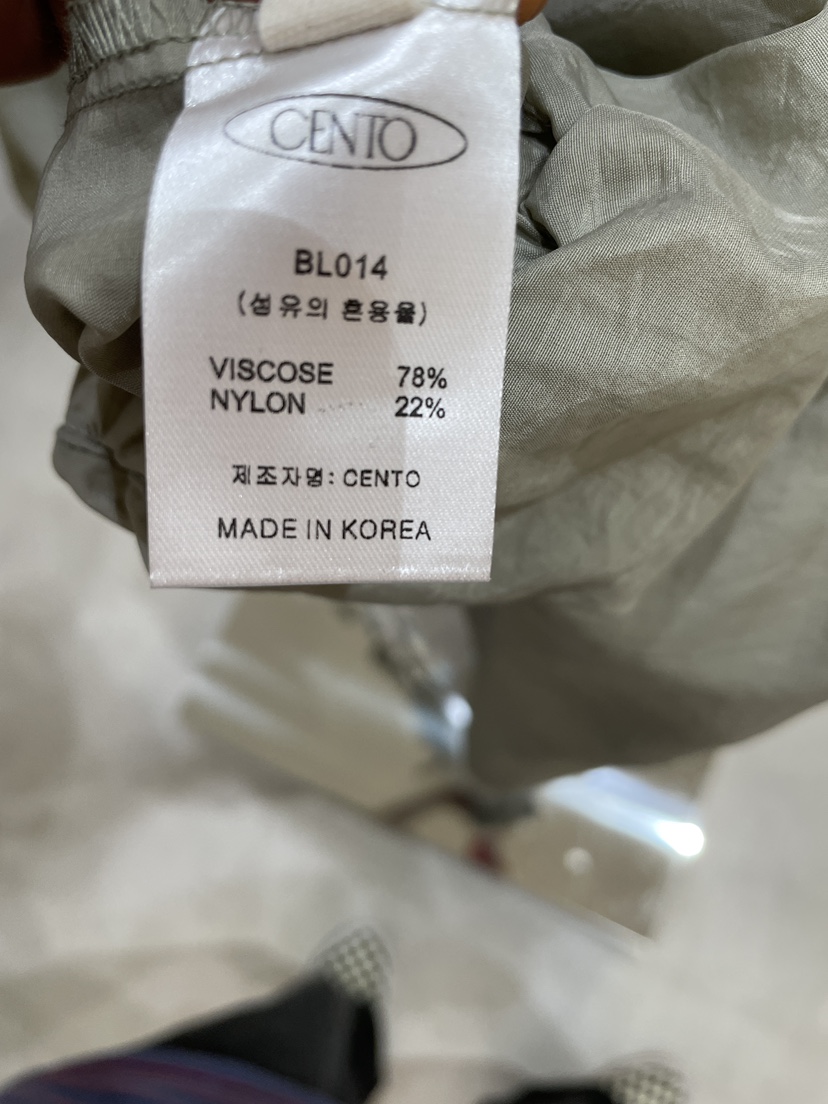 CENTO
BL014
(섬유의 혼용율)
VISCOSE 78%
NYLON 22%
제조자명: CENTO
MADE IN KOREA